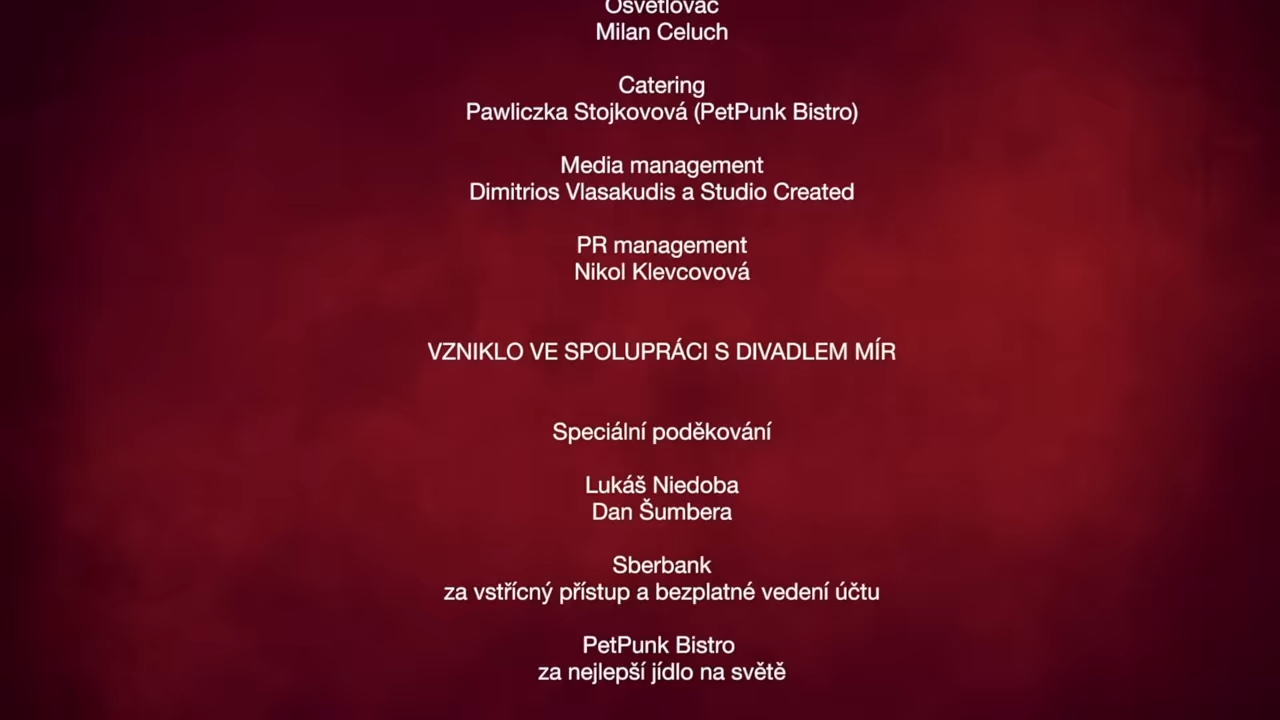 Osvětlovač
Milan Celuch
Catering
Pawliczka Stojkovová (PetPunk Bistro)
Media management
Dimitrios Vlasakudis a Studio Created
PR management
Nikol Klevcovová
VZNIKLO VE SPOLUPRÁCI S DIVADLEM MÍR
Speciální poděkování
Lukáš Niedoba
Dan Šumbera
Sberbank
za vstřícný přístup a bezplatné vedení účtu
PetPunk Bistro
za nejlepší jídlo na světě